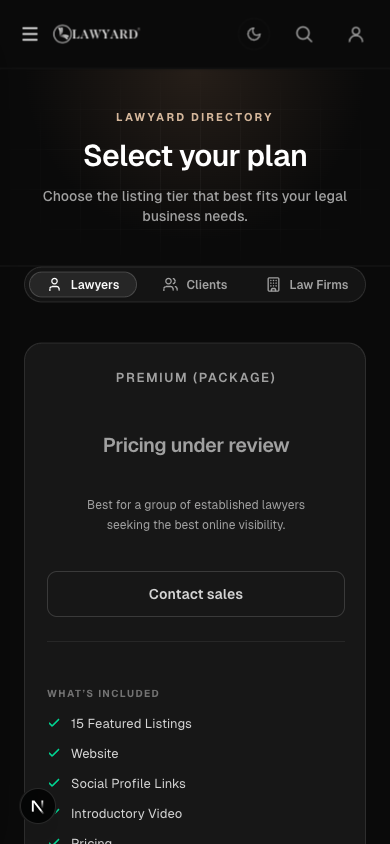 LAWYARD
LAWYARD DIRECTORY
Select your plan
Choose the listing tier that best fits your legal
business needs.
Lawyers
Clients
Law Firms
PREMIUM (PACKAGE)
Pricing under review
Best for a group of established lawyers
seeking the best online visibility.
Contact sales
WHAT'S INCLUDED
15 Featured Listings
Website
Social Profile Links
N
Introductory Video
Pricing